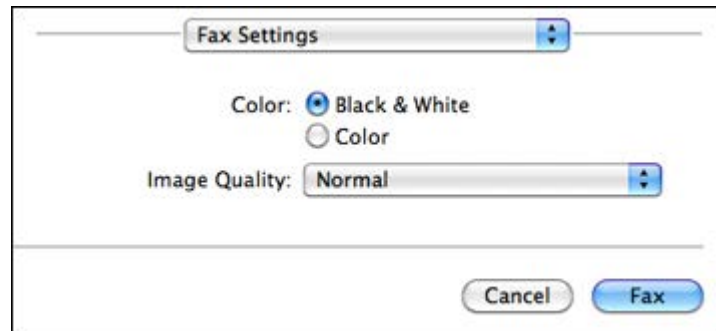 Fax Settings
Color: Black & White
Color
Image Quality: Normal
Cancel Fax